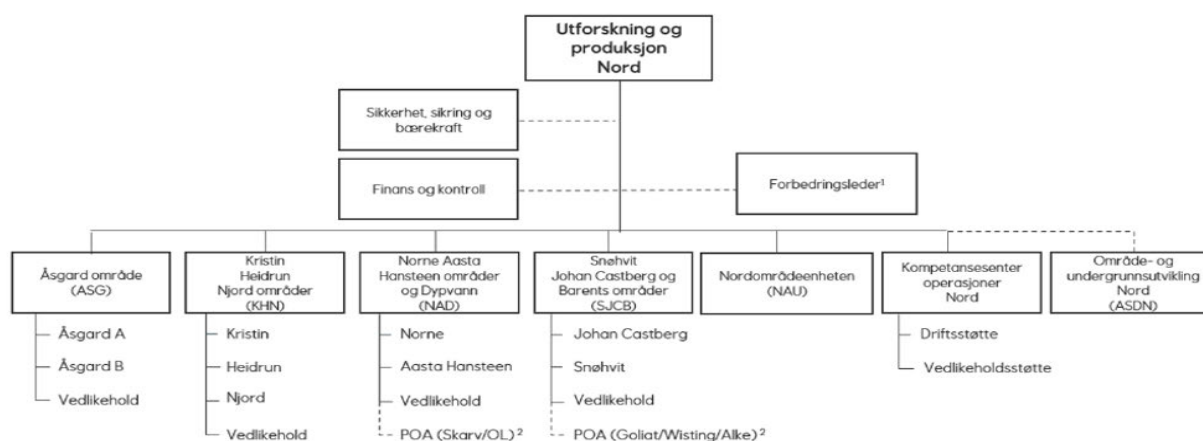 Utforskning og
produksjon
Nord
Sikkerhet, sikring og
bærekraft
Finans og kontroll
Forbedringsleder¹
Åsgard område
(ASG)
Åsgard A
Åsgard B
Vedlikehold
Kristin
Heidrun
Njord områder
(KHN)
Kristin
Heidrun
Njord
Vedlikehold
Norne Aasta
Hansteen områder
og Dypvann
(NAD)
Norne
Aasta Hansteen
Vedlikehold
POA (Skarv/OL) ²
Snøhvit
Johan Castberg og
Barents områder
(SJCB)
Johan Castberg
Snøhvit
Vedlikehold
POA (Goliat/Wisting/Alke) ²
Nordområdeenheten
(NAU)
Kompetansesenter
operasjoner
Nord
Driftsstøtte
Vedlikeholdsstøtte
Område- og
undergrunnsutvikling
Nord
(ASDN)